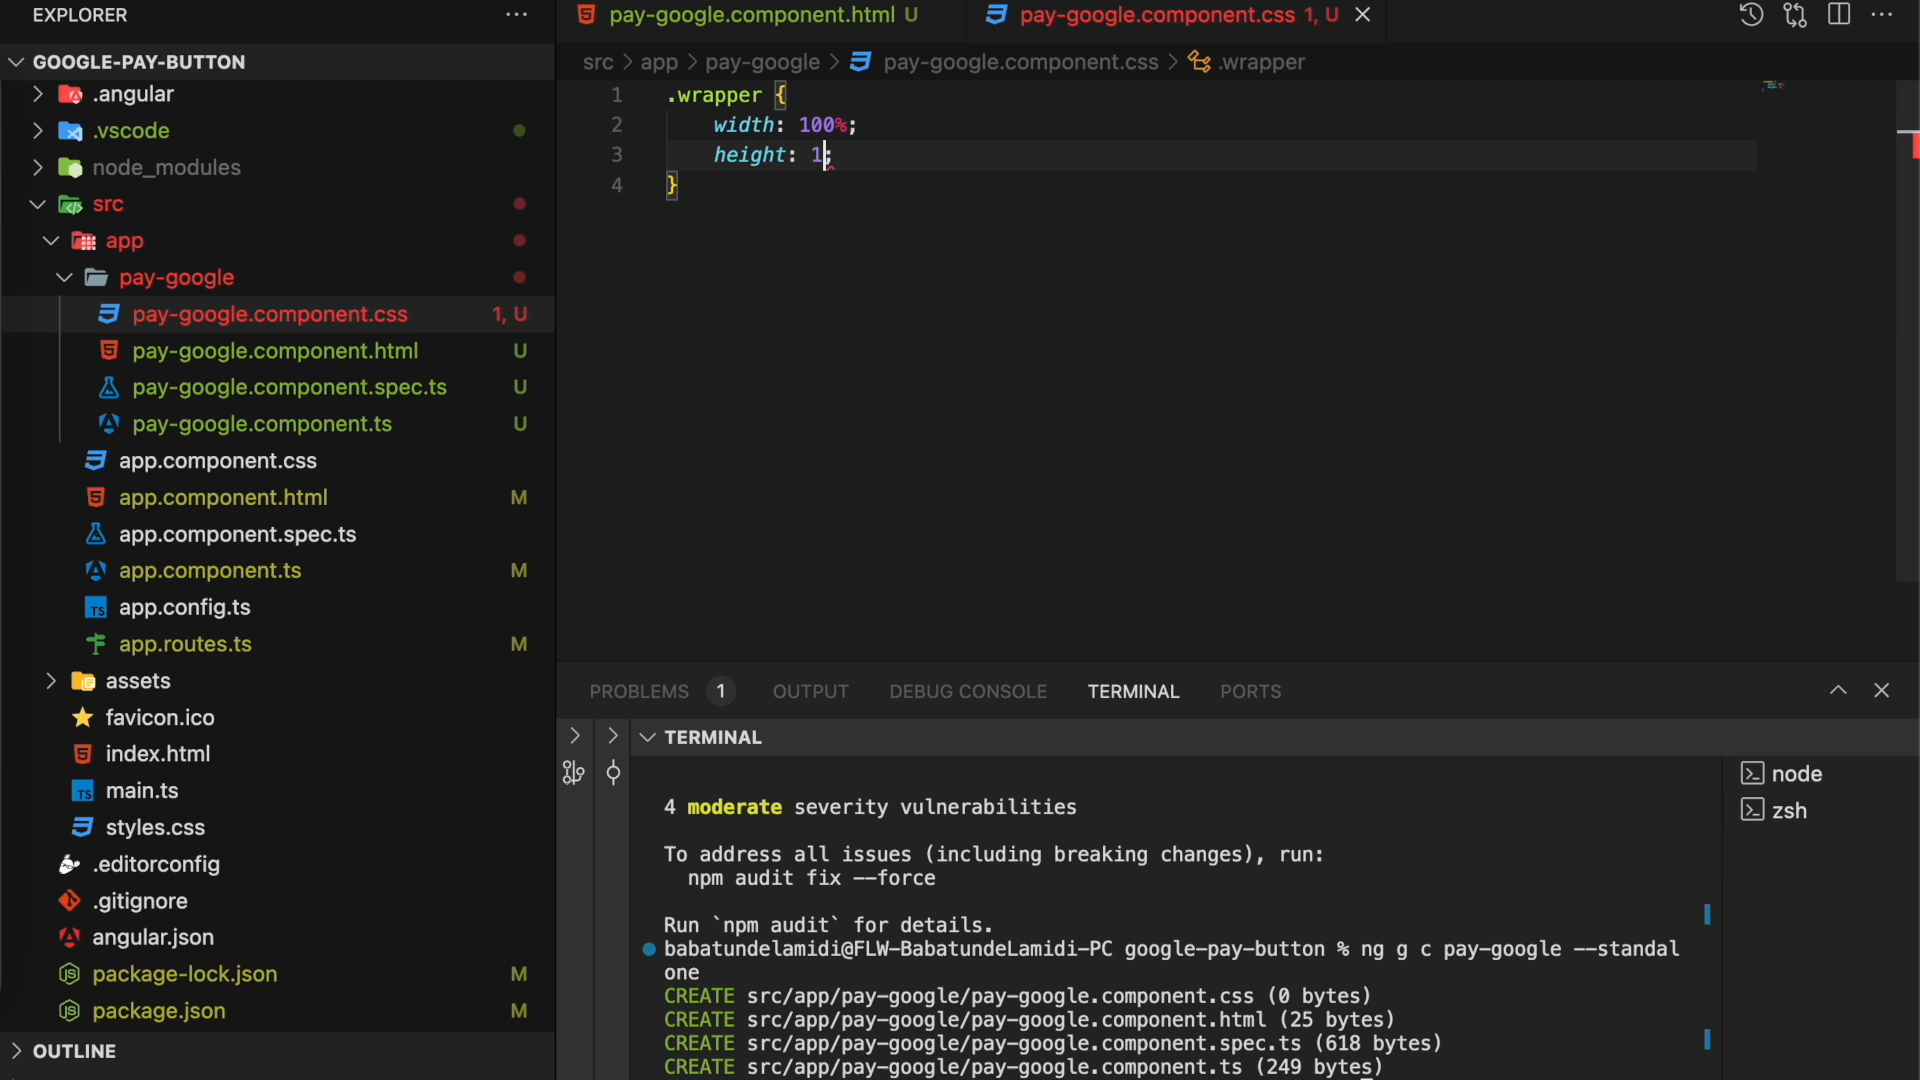 EXPLORER
GOOGLE-PAY-BUTTON
.angular
.vscode
node_modules
src
app
pay-google
pay-google.component.css 1, U
pay-google.component.html U
pay-google.component.spec.ts U
pay-google.component.ts U
app.component.css
app.component.html M
app.component.spec.ts
app.component.ts M
app.config.ts
app.routes.ts M
assets
favicon.ico
index.html
main.ts
styles.css
.editorconfig
.gitignore
angular.json
package-lock.json M
package.json M
OUTLINE
pay-google.component.html U
pay-google.component.css 1, U
src > app > pay-google > pay-google.component.css > .wrapper
1 .wrapper {
2 width: 100%;
3 height: 1;
4 }
PROBLEMS 1 OUTPUT DEBUG CONSOLE TERMINAL PORTS
TERMINAL
4 moderate severity vulnerabilities
To address all issues (including breaking changes), run:
npm audit fix --force
Run `npm audit` for details.
babatundelamidi@FLW-BabatundeLamidi-PC google-pay-button % ng g c pay-google --standal
one
CREATE src/app/pay-google/pay-google.component.css (0 bytes)
CREATE src/app/pay-google/pay-google.component.html (25 bytes)
CREATE src/app/pay-google/pay-google.component.spec.ts (618 bytes)
CREATE src/app/pay-google/pay-google.component.ts (249 bytes)
node
zsh